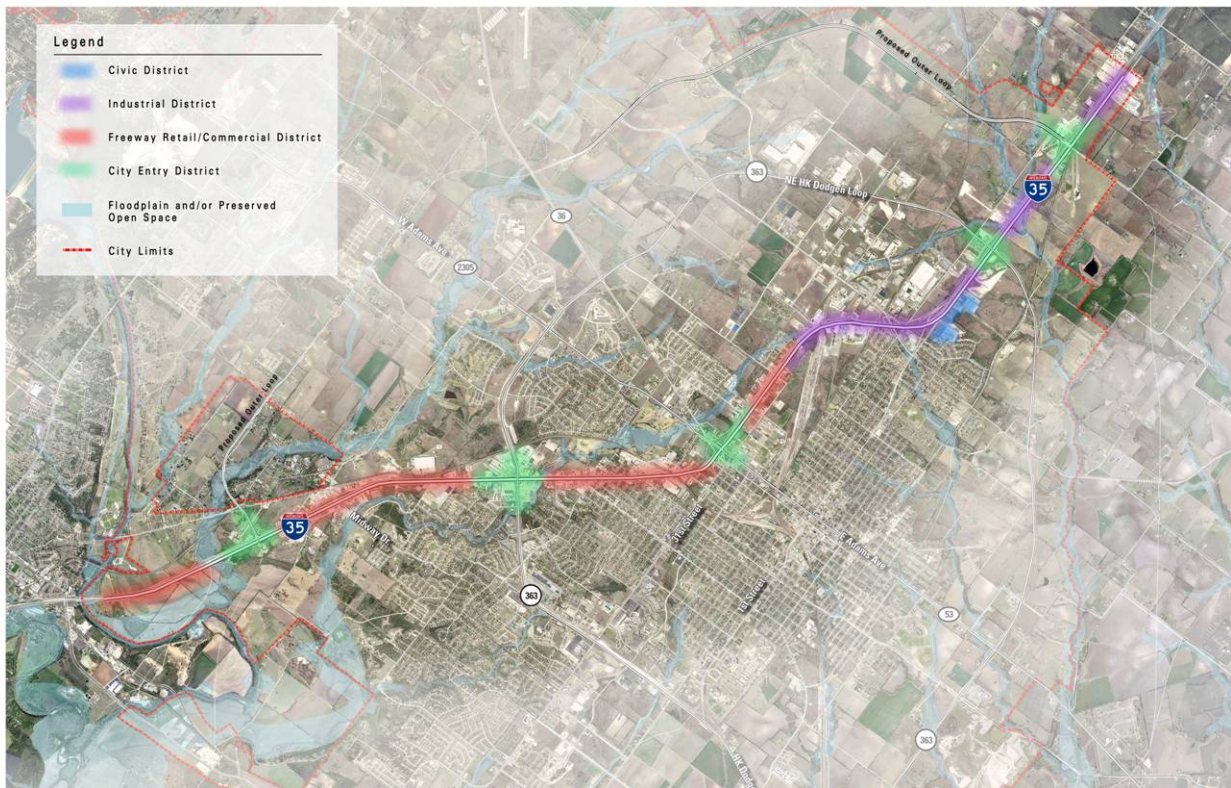 Legend
Civic District
Industrial District
Freeway Retail/Commercial District
City Entry District
Floodplain and/or Preserved
Open Space
City Limits
Proposed Outer Loop
363
NE HK Dodgen Loop
35
36
W Adams Ave
2305
Proposed Outer Loop
35
Midway Dr
31st Street
E Adams Ave
1st Street
363
53
363
HK Dodgen